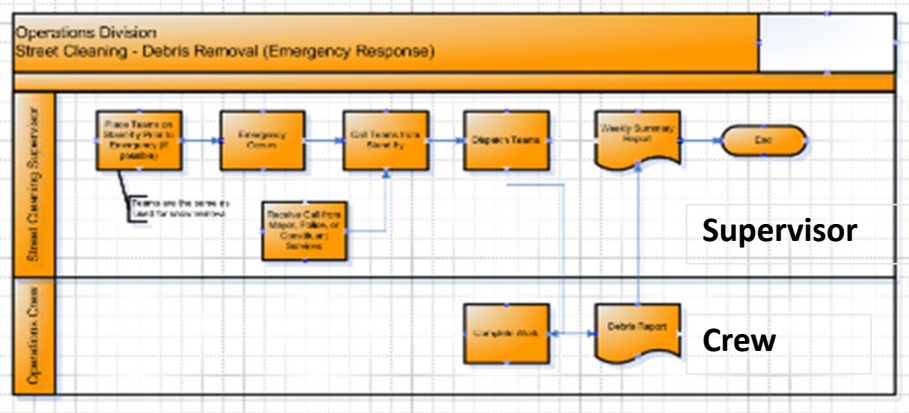 Operations Division
Street Cleaning - Debris Removal (Emergency Response)
Street Cleaning Supervisor
Place Teams on
Stand-by Prior to
Emergency (if
possible)
Emergency
Occurs
Call Teams from
Stand-by
Dispatch Teams
Weekly Summary
Report
End
Teams are the same as
used for snow removal
Receive Call from
Mayor, Police, or
Constituent
Services
Supervisor
Operations Crew
Complete Work
Debris Report
Crew